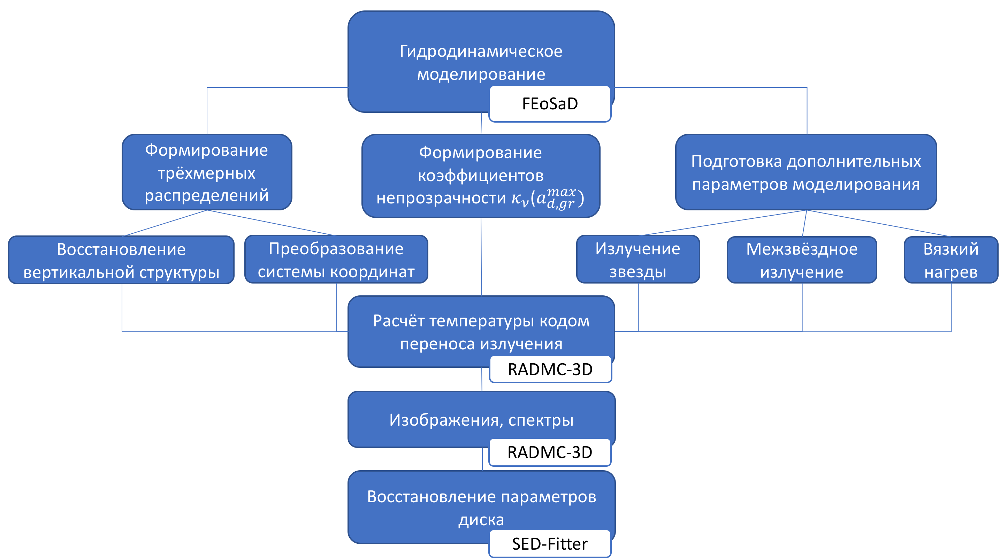 Гидродинамическое
моделирование
FEoSaD
Формирование
трёхмерных
распределений
Формирование
коэффициентов
непрозрачности $\kappa_\nu(a_{d,gr}^{max})$
Подготовка дополнительных
параметров моделирования
Восстановление
вертикальной структуры
Преобразование
системы координат
Излучение
звезды
Межзвёздное
излучение
Вязкий
нагрев
Расчёт температуры кодом
переноса излучения
RADMC-3D
Изображения, спектры
RADMC-3D
Восстановление параметров
диска
SED-Fitter